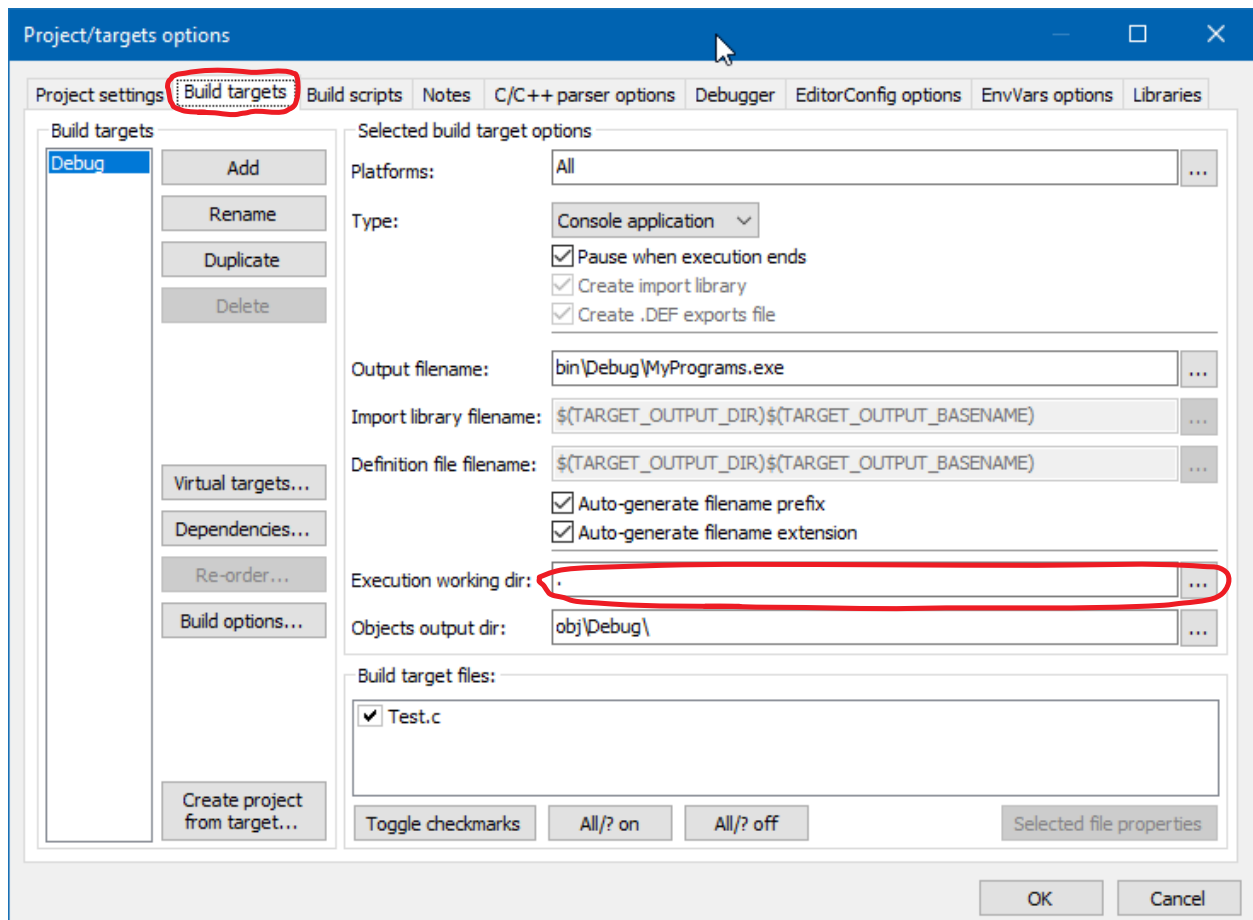 Project/targets options
Project settings Build targets Build scripts Notes C/C++ parser options Debugger EditorConfig options EnvVars options Libraries
Build targets
Debug
Add
Rename
Duplicate
Delete
Virtual targets...
Dependencies...
Re-order...
Build options...
Create project
from target...
Selected build target options
Platforms: All ...
Type: Console application
Pause when execution ends
Create import library
Create .DEF exports file
Output filename: bin\Debug\MyPrograms.exe ...
Import library filename: $(TARGET_OUTPUT_DIR)$(TARGET_OUTPUT_BASENAME) ...
Definition file filename: $(TARGET_OUTPUT_DIR)$(TARGET_OUTPUT_BASENAME) ...
Auto-generate filename prefix
Auto-generate filename extension
Execution working dir: . ...
Objects output dir: obj\Debug\ ...
Build target files:
Test.c
Toggle checkmarks All/? on All/? off Selected file properties
OK Cancel